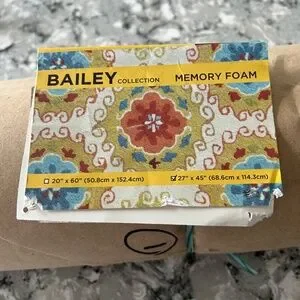 BAILEY COLLECTION MEMORY FOAM
20" x 60" (50.8cm x 152.4cm) 27" x 45" (68.6cm x 114.3cm)